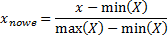 x_nowe = (x − min(X)) / (max(X) − min(X))